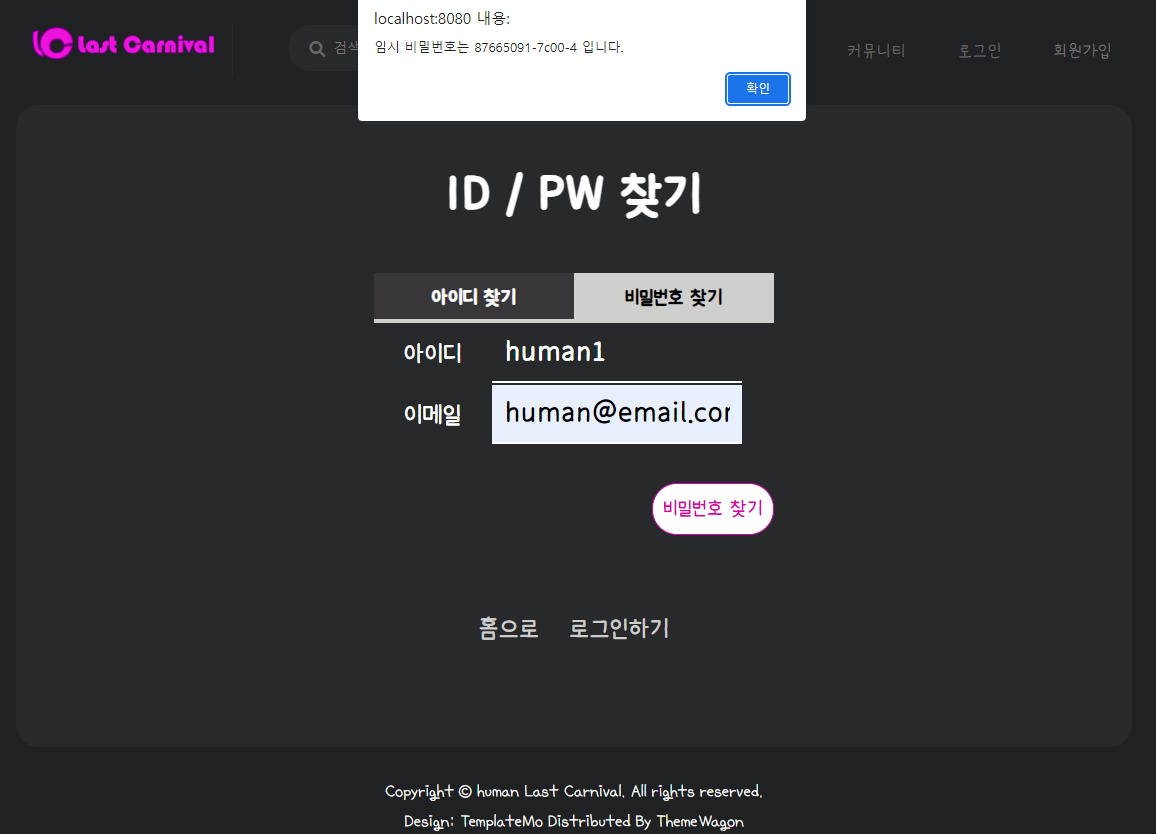 localhost:8080 내용:
임시 비밀번호는 87665091-7c00-4 입니다.
확인
Last Carnival
검색
커뮤니티
로그인
회원가입
ID / PW 찾기
아이디 찾기
비밀번호 찾기
아이디
human1
이메일
human@email.com
비밀번호 찾기
홈으로
로그인하기
Copyright © human Last Carnival. All rights reserved.
Design: TemplateMo Distributed By ThemeWagon